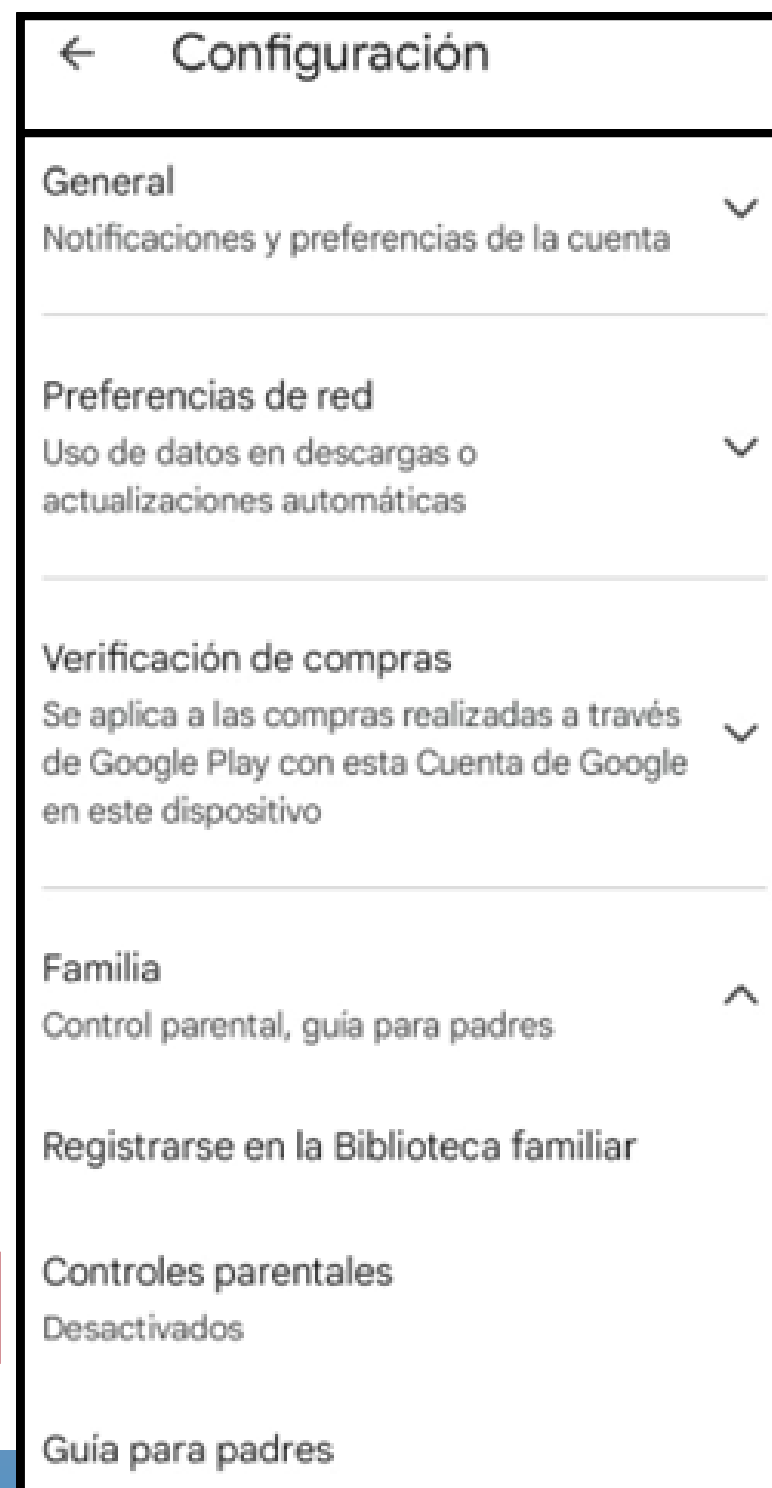 Configuración
General
Notificaciones y preferencias de la cuenta
Preferencias de red
Uso de datos en descargas o
actualizaciones automáticas
Verificación de compras
Se aplica a las compras realizadas a través
de Google Play con esta Cuenta de Google
en este dispositivo
Familia
Control parental, guía para padres
Registrarse en la Biblioteca familiar
Controles parentales
Desactivados
Guía para padres